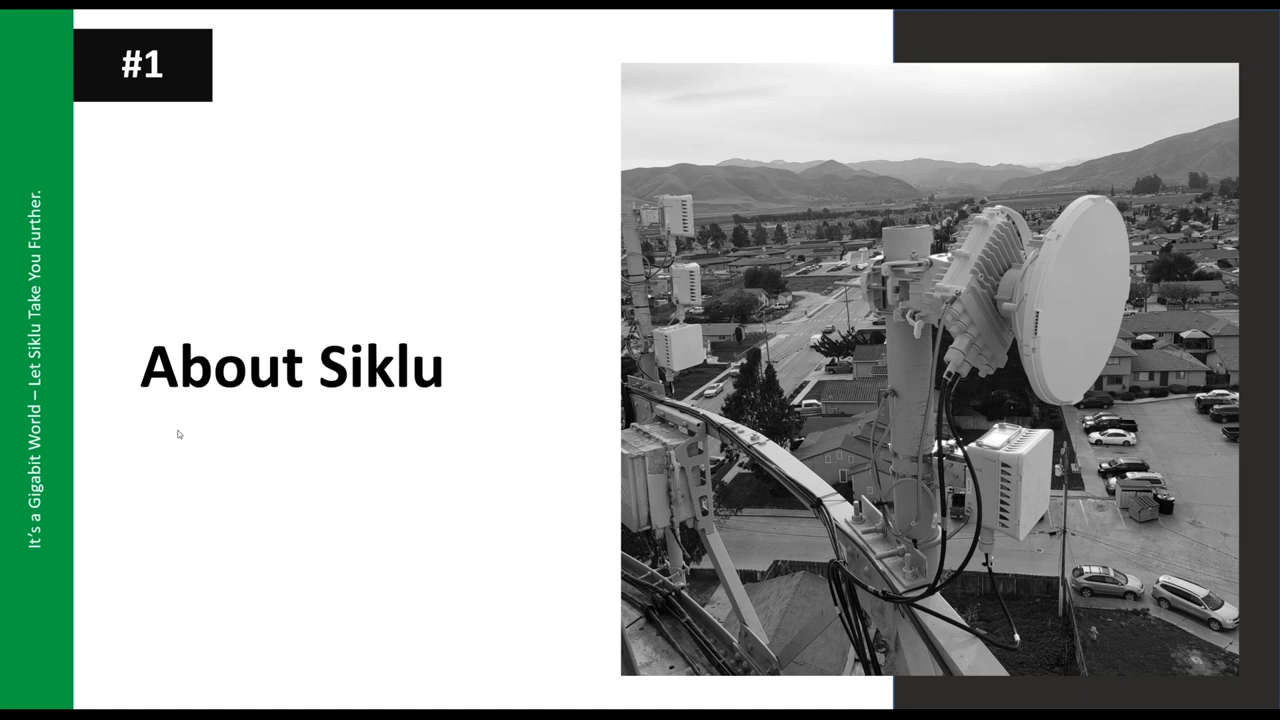 #1
About Siklu
It's a Gigabit World – Let Siklu Take You Further.